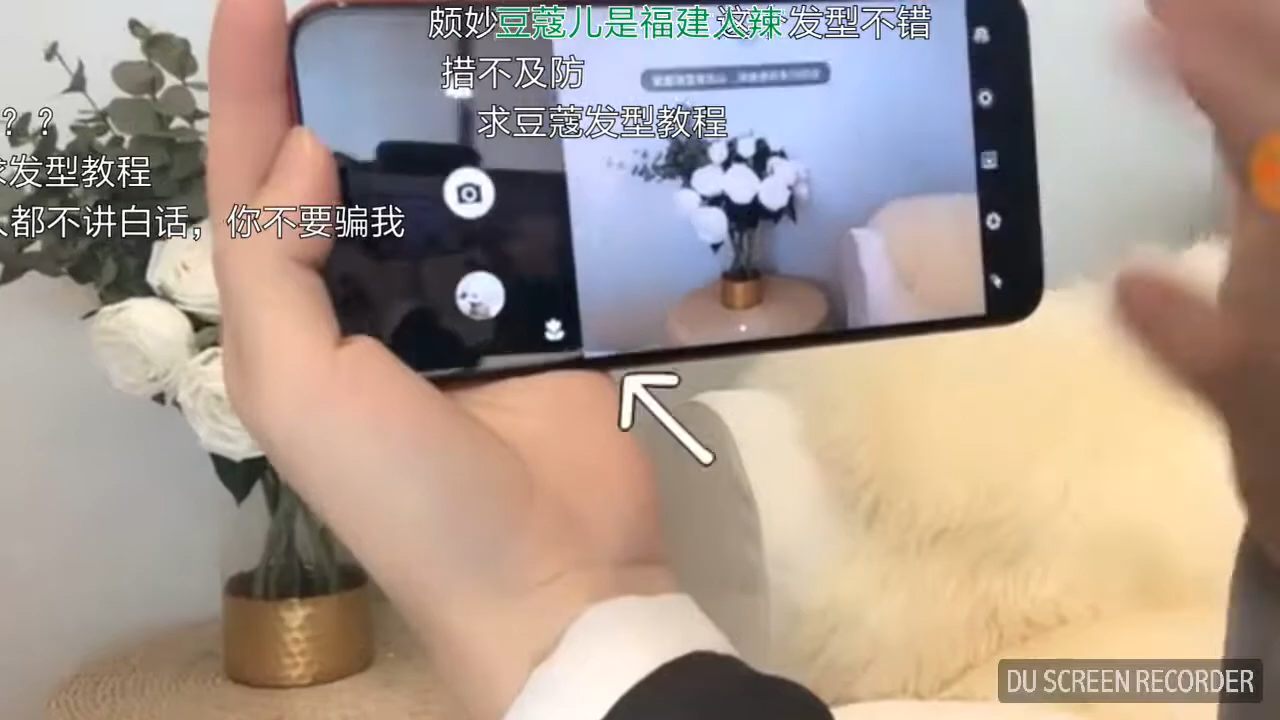 颇妙
豆蔻儿是福建人辣
发型不错
措不及防
求豆蔻发型教程
？？
发型教程
都不讲白话，你不要骗我
DU SCREEN RECORDER